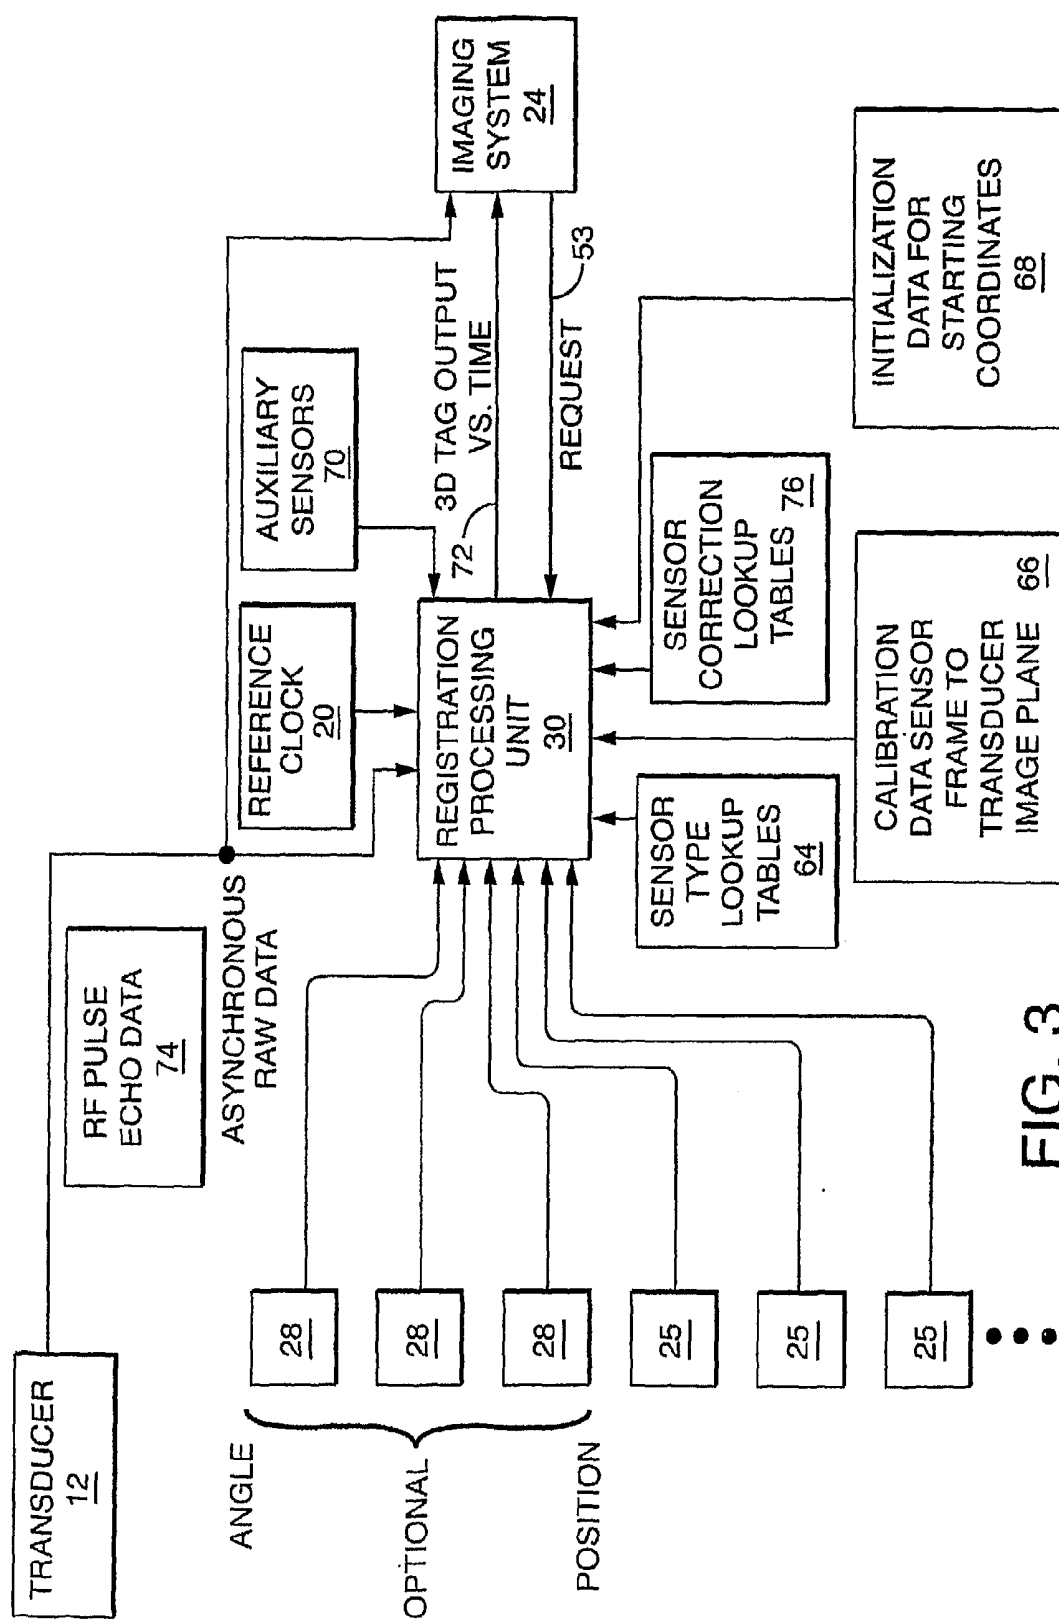 TRANSDUCER
12
RF PULSE
ECHO DATA
74
ASYNCHRONOUS
RAW DATA
ANGLE
OPTIONAL
POSITION
28
28
28
25
25
25
REFERENCE
CLOCK
20
AUXILIARY
SENSORS
70
REGISTRATION
PROCESSING
UNIT
30
72
3D TAG OUTPUT
VS. TIME
REQUEST
53
IMAGING
SYSTEM
24
SENSOR
TYPE
LOOKUP
TABLES
64
SENSOR
CORRECTION
LOOKUP
TABLES 76
CALIBRATION
DATA SENSOR
FRAME TO
TRANSDUCER
IMAGE PLANE 66
INITIALIZATION
DATA FOR
STARTING
COORDINATES
68
FIG. 3